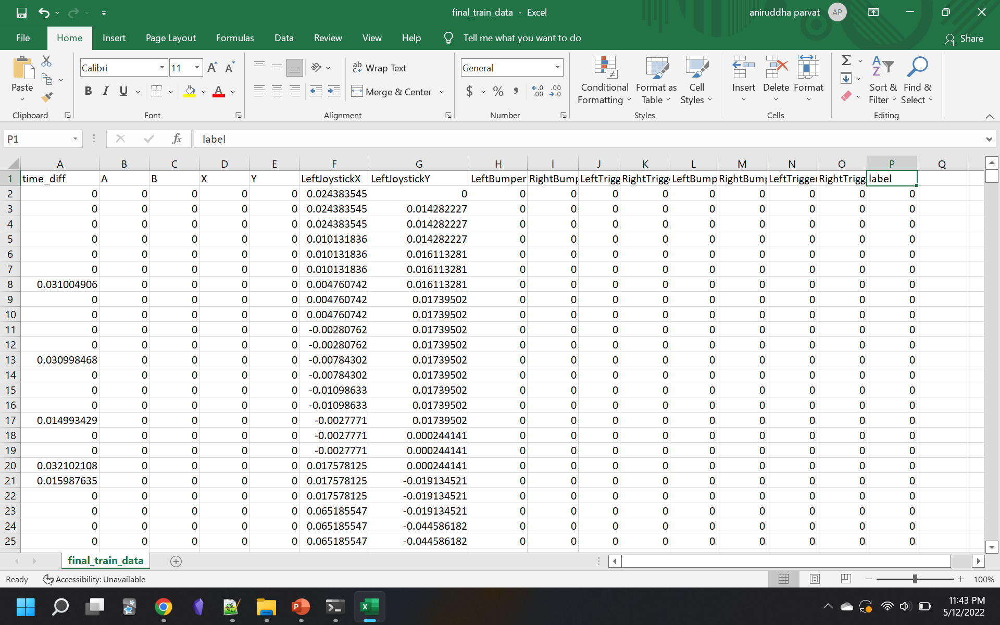 final_train_data - Excel
aniruddha parvat AP
File Home Insert Page Layout Formulas Data Review View Help Tell me what you want to do Share
Paste
Clipboard
Calibri 11
B I U A
Font
ab Wrap Text
Merge & Center
Alignment
General
$ % ,
Number
Conditional Formatting
Format as Table
Cell Styles
Styles
Insert Delete Format
Cells
Sort & Filter
Find & Select
Editing
P1 fx label
A B C D E F G H I J K L M N O P Q
1 time_diff A B X Y LeftJoystickX LeftJoystickY LeftBumper RightBump LeftTrigg RightTrigg LeftBump RightBump LeftTrigger RightTrigg label
2 0 0 0 0 0 0.024383545 0 0 0 0 0 0 0 0 0 0
3 0 0 0 0 0 0.024383545 0.014282227 0 0 0 0 0 0 0 0 0
4 0 0 0 0 0 0.024383545 0.014282227 0 0 0 0 0 0 0 0 0
5 0 0 0 0 0 0.010131836 0.014282227 0 0 0 0 0 0 0 0 0
6 0 0 0 0 0 0.010131836 0.016113281 0 0 0 0 0 0 0 0 0
7 0 0 0 0 0 0.010131836 0.016113281 0 0 0 0 0 0 0 0 0
8 0.031004906 0 0 0 0 0.004760742 0.016113281 0 0 0 0 0 0 0 0 0
9 0 0 0 0 0 0.004760742 0.01739502 0 0 0 0 0 0 0 0 0
10 0 0 0 0 0 0.004760742 0.01739502 0 0 0 0 0 0 0 0 0
11 0 0 0 0 0 -0.00280762 0.01739502 0 0 0 0 0 0 0 0 0
12 0 0 0 0 0 -0.00280762 0.01739502 0 0 0 0 0 0 0 0 0
13 0.030998468 0 0 0 0 -0.00784302 0.01739502 0 0 0 0 0 0 0 0 0
14 0 0 0 0 0 -0.00784302 0.01739502 0 0 0 0 0 0 0 0 0
15 0 0 0 0 0 -0.01098633 0.01739502 0 0 0 0 0 0 0 0 0
16 0 0 0 0 0 -0.01098633 0.01739502 0 0 0 0 0 0 0 0 0
17 0.014993429 0 0 0 0 -0.0027771 0.01739502 0 0 0 0 0 0 0 0 0
18 0 0 0 0 0 -0.0027771 0.000244141 0 0 0 0 0 0 0 0 0
19 0 0 0 0 0 -0.0027771 0.000244141 0 0 0 0 0 0 0 0 0
20 0.032102108 0 0 0 0 0.017578125 0.000244141 0 0 0 0 0 0 0 0 0
21 0.015987635 0 0 0 0 0.017578125 -0.019134521 0 0 0 0 0 0 0 0 0
22 0 0 0 0 0 0.017578125 -0.019134521 0 0 0 0 0 0 0 0 0
23 0 0 0 0 0 0.065185547 -0.019134521 0 0 0 0 0 0 0 0 0
24 0 0 0 0 0 0.065185547 -0.044586182 0 0 0 0 0 0 0 0 0
25 0 0 0 0 0 0.065185547 -0.044586182 0 0 0 0 0 0 0 0 0
final_train_data
Ready Accessibility: Unavailable 100%
11:43 PM
5/12/2022